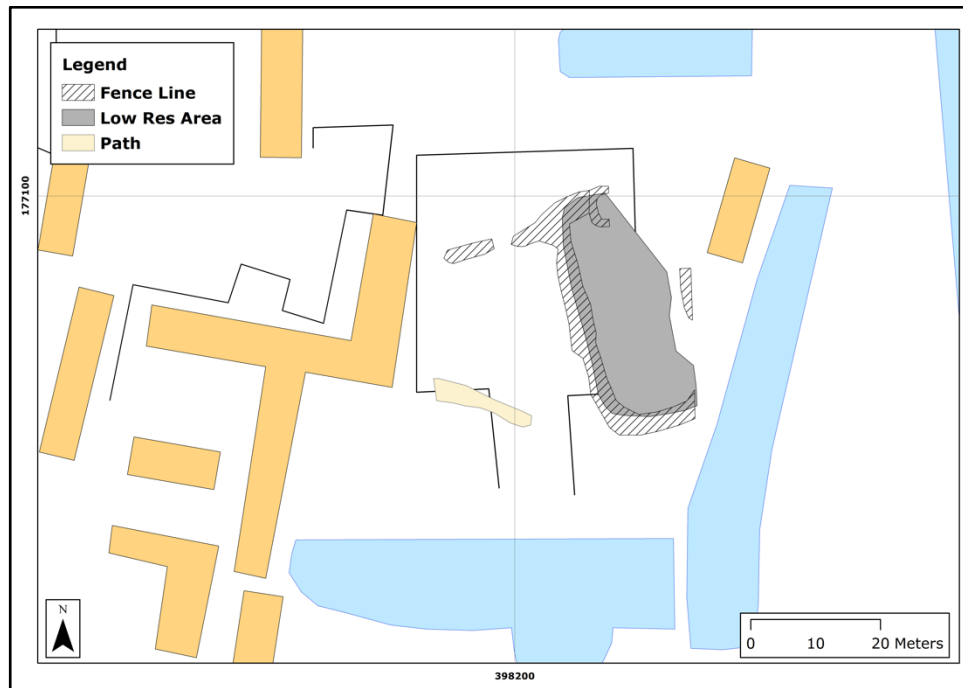 Legend
Fence Line
Low Res Area
Path
177100
N
0 10 20 Meters
398200